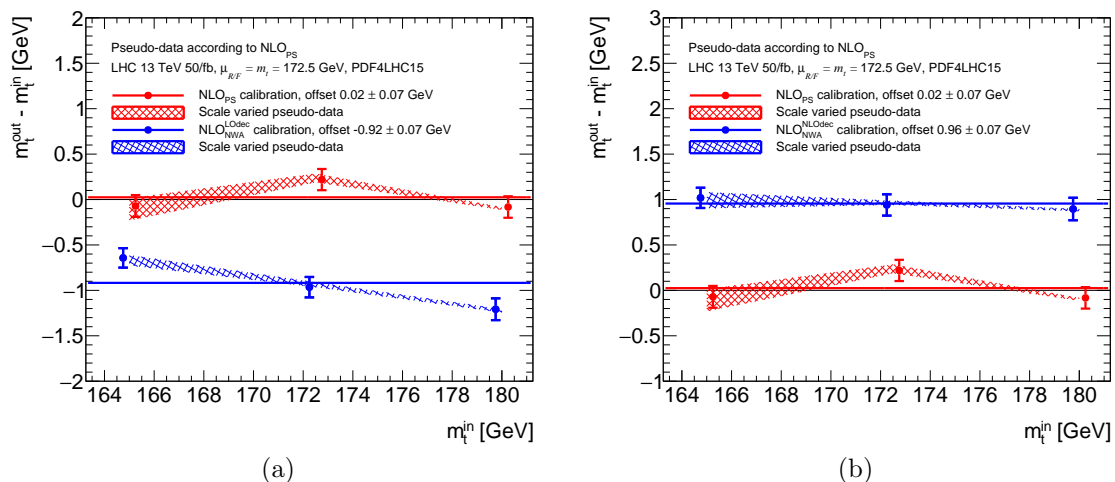 m_t^out - m_t^in [GeV]
2
1.5
1
0.5
0
−0.5
−1
−1.5
−2
Pseudo-data according to NLO_PS
LHC 13 TeV 50/fb, μ_R/F = m_t = 172.5 GeV, PDF4LHC15
NLO_PS calibration, offset 0.02 ± 0.07 GeV
Scale varied pseudo-data
NLO_NWA^LOdec calibration, offset -0.92 ± 0.07 GeV
Scale varied pseudo-data
164 166 168 170 172 174 176 178 180
m_t^in [GeV]
(a)
m_t^out - m_t^in [GeV]
3
2.5
2
1.5
1
0.5
0
−0.5
−1
Pseudo-data according to NLO_PS
LHC 13 TeV 50/fb, μ_R/F = m_t = 172.5 GeV, PDF4LHC15
NLO_PS calibration, offset 0.02 ± 0.07 GeV
Scale varied pseudo-data
NLO_NWA^NLOdec calibration, offset 0.96 ± 0.07 GeV
Scale varied pseudo-data
164 166 168 170 172 174 176 178 180
m_t^in [GeV]
(b)